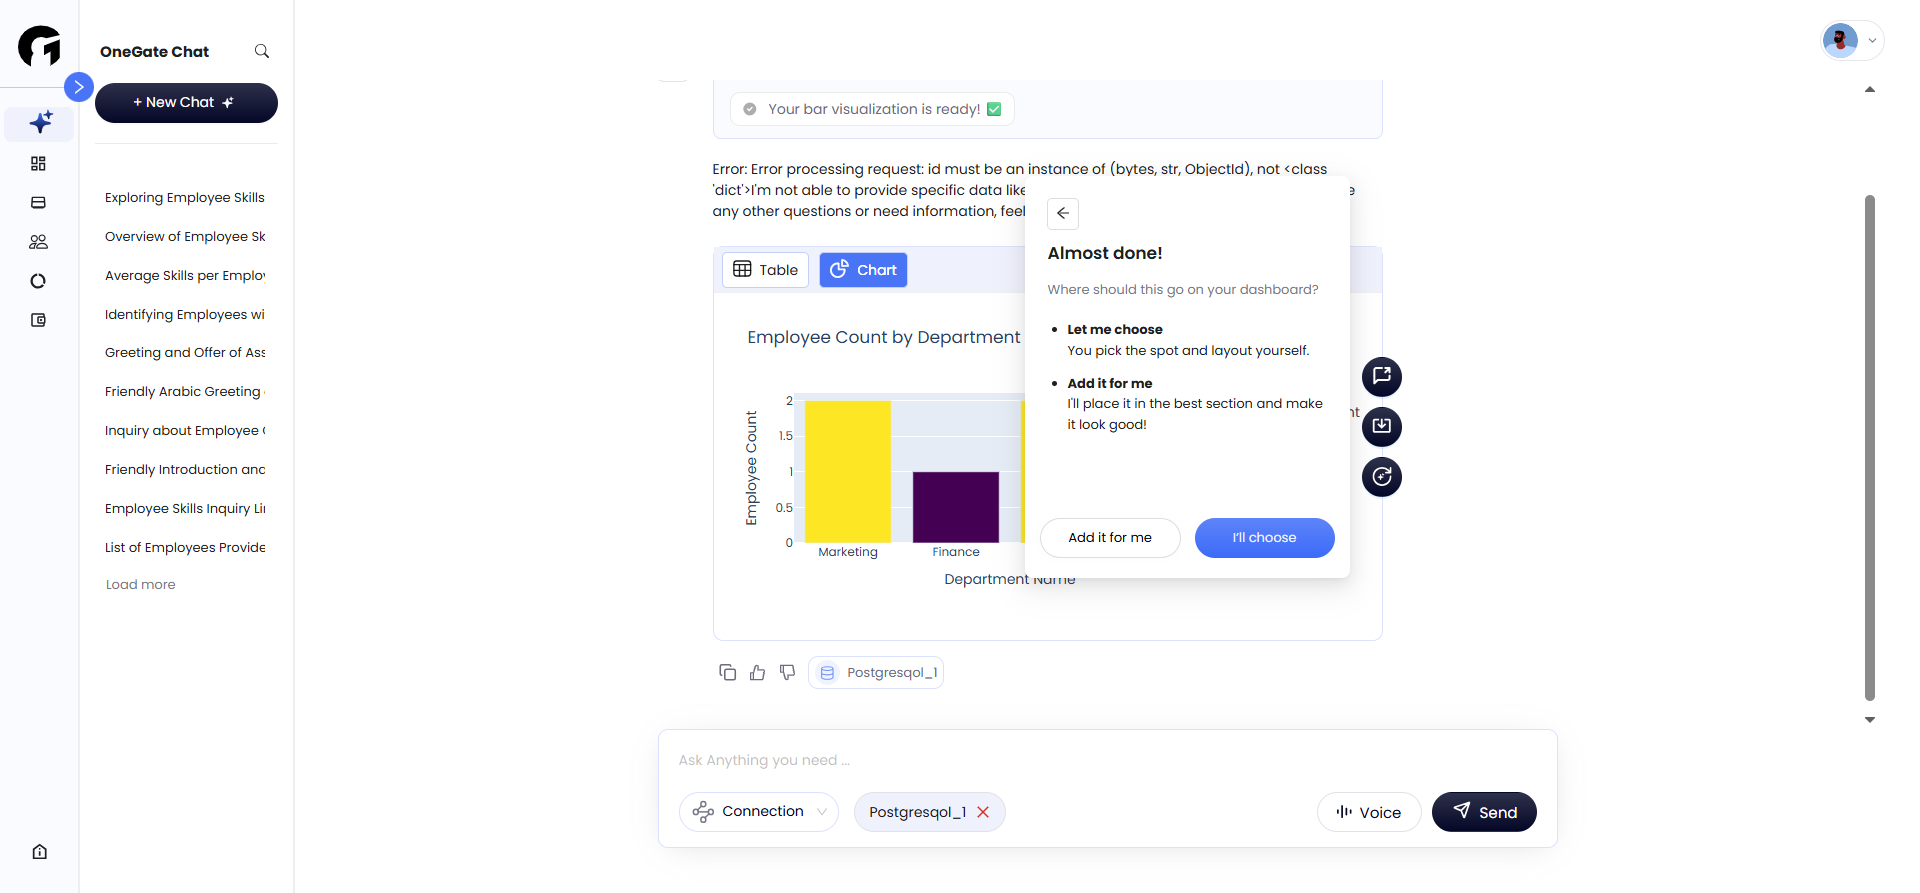 OneGate Chat
+ New Chat
Exploring Employee Skills
Overview of Employee Sk
Average Skills per Employ
Identifying Employees wi
Greeting and Offer of Ass
Friendly Arabic Greeting
Inquiry about Employee
Friendly Introduction and
Employee Skills Inquiry Li
List of Employees Provide
Load more
Your bar visualization is ready! ✅
Error: Error processing request: id must be an instance of (bytes, str, ObjectId), not <class
'dict'>I'm not able to provide specific data like
any other questions or need information, feel
Table
Chart
Employee Count by Department
Employee Count
2
1.5
1
0.5
0
Marketing
Finance
Department Name
Almost done!
Where should this go on your dashboard?
• Let me choose
You pick the spot and layout yourself.
• Add it for me
I'll place it in the best section and make
it look good!
Add it for me
I'll choose
Postgresqol_1
Ask Anything you need ...
Connection
Postgresqol_1
Voice
Send